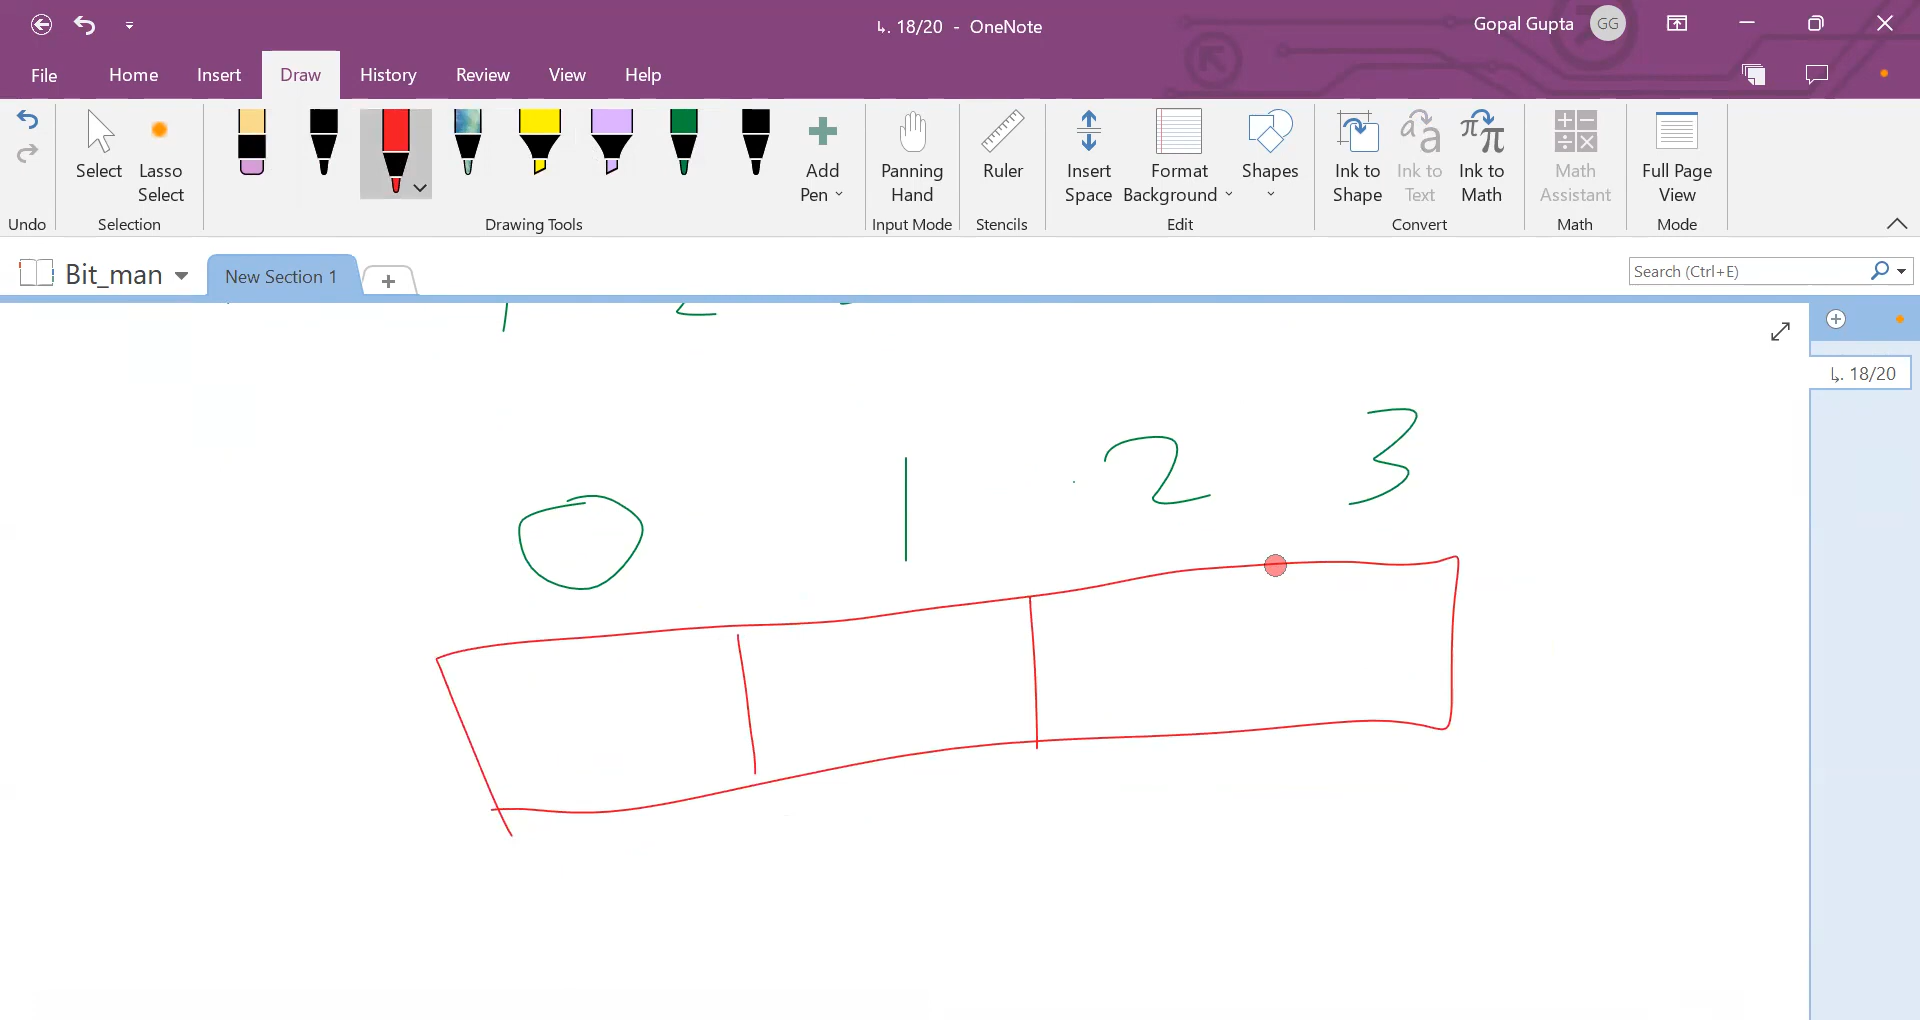 ↳. 18/20 - OneNote
Gopal Gupta GG
File Home Insert Draw History Review View Help
Select
Lasso Select
Add Pen
Panning Hand
Ruler
Insert Space
Format Background
Shapes
Ink to Shape
Ink to Text
Ink to Math
Math Assistant
Full Page View
Undo Selection Drawing Tools Input Mode Stencils Edit Convert Math Mode
Bit_man New Section 1 +
Search (Ctrl+E)
↳. 18/20
0 1 2 3